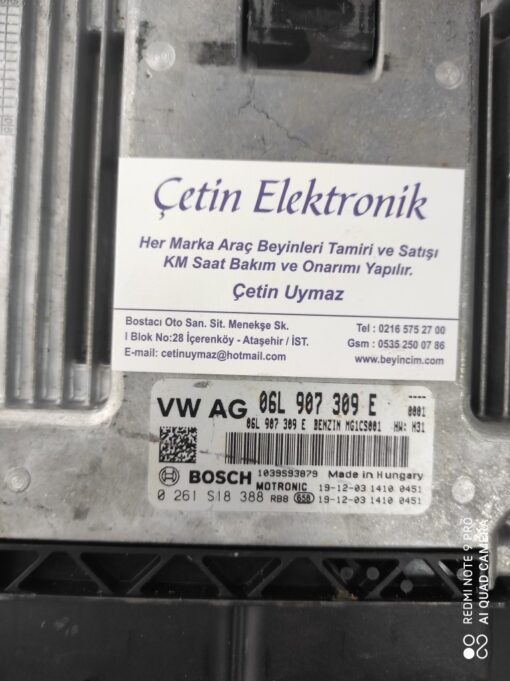 Çetin Elektronik
Her Marka Araç Beyinleri Tamiri ve Satışı
KM Saat Bakım ve Onarımı Yapılır.
Çetin Uymaz
Bostacı Oto San. Sit. Menekşe Sk.
I Blok No:28 İçerenköy - Ataşehir / İST.
E-mail: cetinuymaz@hotmail.com
Tel : 0216 575 27 00
Gsm : 0535 250 07 86
www.beyincim.com
VW AG 06L 907 309 E ---- 0001
06L 907 309 E BENZIN MG1CS001 HW: H31
BOSCH 1039S93879 Made in Hungary
MOTRONIC 19-12-03 1410 0451
0 261 S18 388 RB8 658 19-12-03 1410 0451
REDMI NOTE 9 PRO
AI QUAD CAMERA